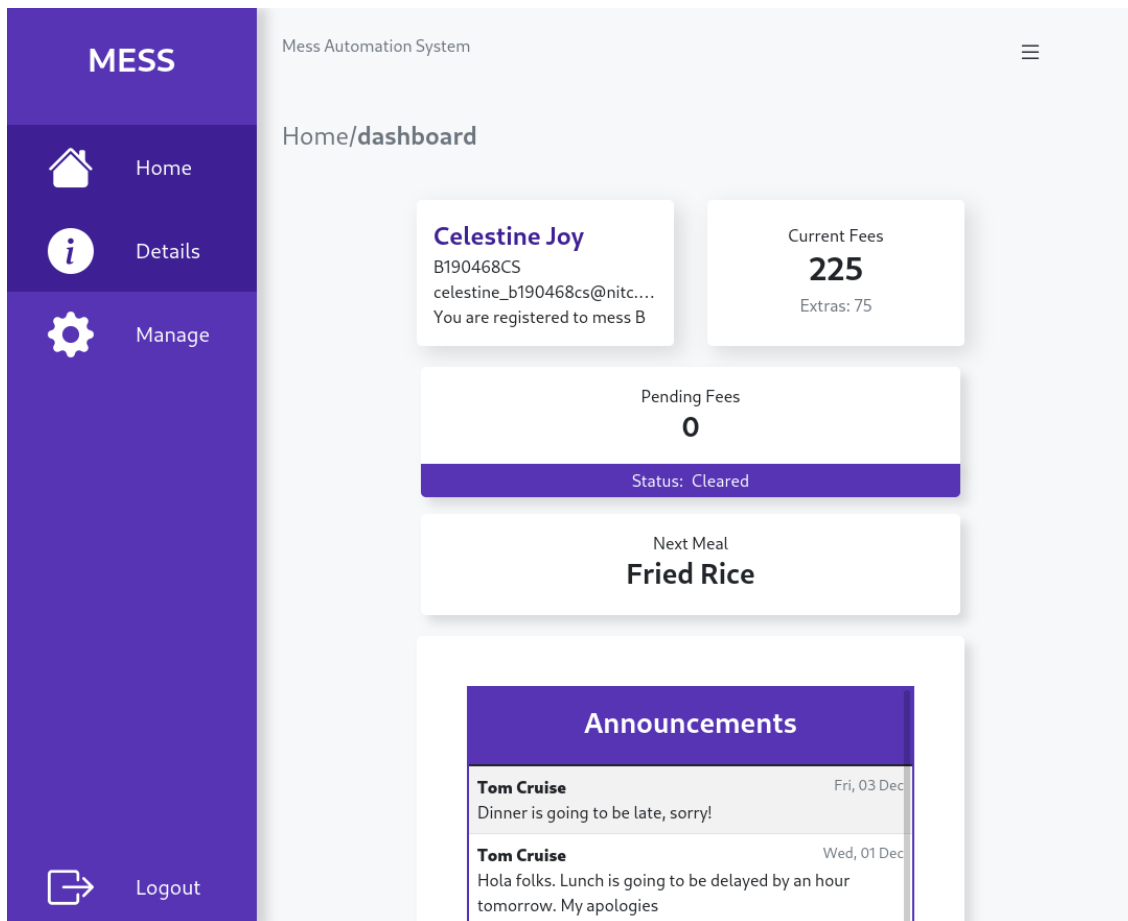 MESS
Home
Details
Manage
Logout
Mess Automation System
Home/dashboard
Celestine Joy
B190468CS
celestine_b190468cs@nitc....
You are registered to mess B
Current Fees
225
Extras: 75
Pending Fees
0
Status: Cleared
Next Meal
Fried Rice
Announcements
Tom Cruise Fri, 03 Dec
Dinner is going to be late, sorry!
Tom Cruise Wed, 01 Dec
Hola folks. Lunch is going to be delayed by an hour
tomorrow. My apologies